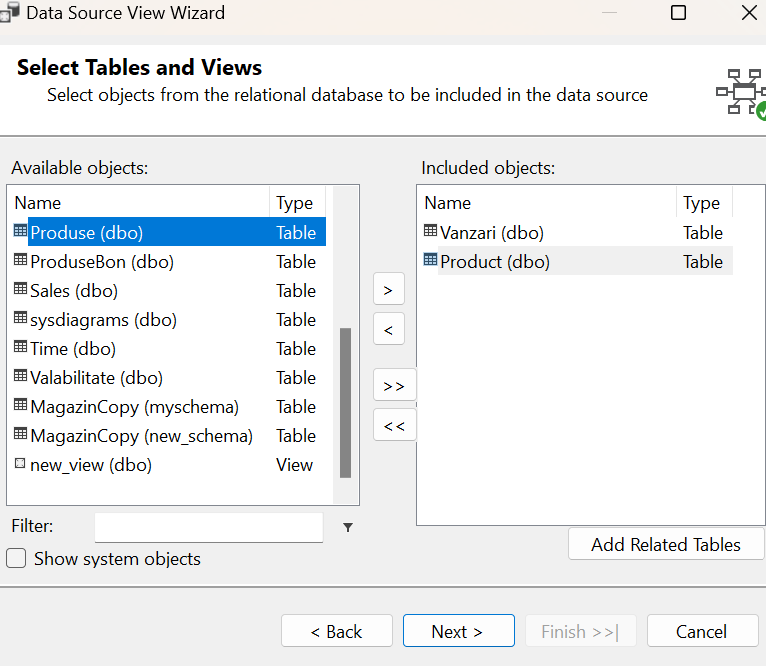 Data Source View Wizard
Select Tables and Views
Select objects from the relational database to be included in the data source
Available objects:
Name Type
Produse (dbo) Table
ProduseBon (dbo) Table
Sales (dbo) Table
sysdiagrams (dbo) Table
Time (dbo) Table
Valabilitate (dbo) Table
MagazinCopy (myschema) Table
MagazinCopy (new_schema) Table
new_view (dbo) View
Filter:
Show system objects
>
<
>>
<<
Included objects:
Name Type
Vanzari (dbo) Table
Product (dbo) Table
Add Related Tables
< Back Next > Finish >>| Cancel